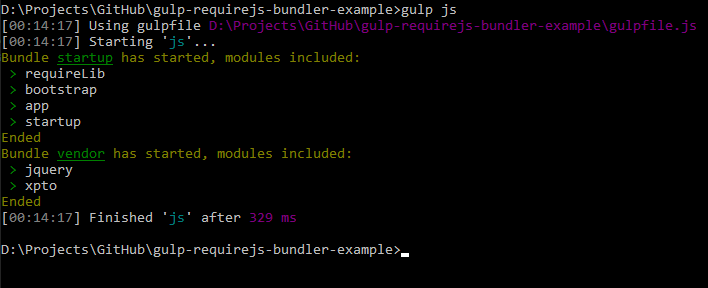 D:\Projects\GitHub\gulp-requirejs-bundler-example>gulp js
[00:14:17] Using gulpfile D:\Projects\GitHub\gulp-requirejs-bundler-example\gulpfile.js
[00:14:17] Starting 'js'...
Bundle startup has started, modules included:
 > requireLib
 > bootstrap
 > app
 > startup
Ended
Bundle vendor has started, modules included:
 > jquery
 > xpto
Ended
[00:14:17] Finished 'js' after 329 ms
D:\Projects\GitHub\gulp-requirejs-bundler-example>